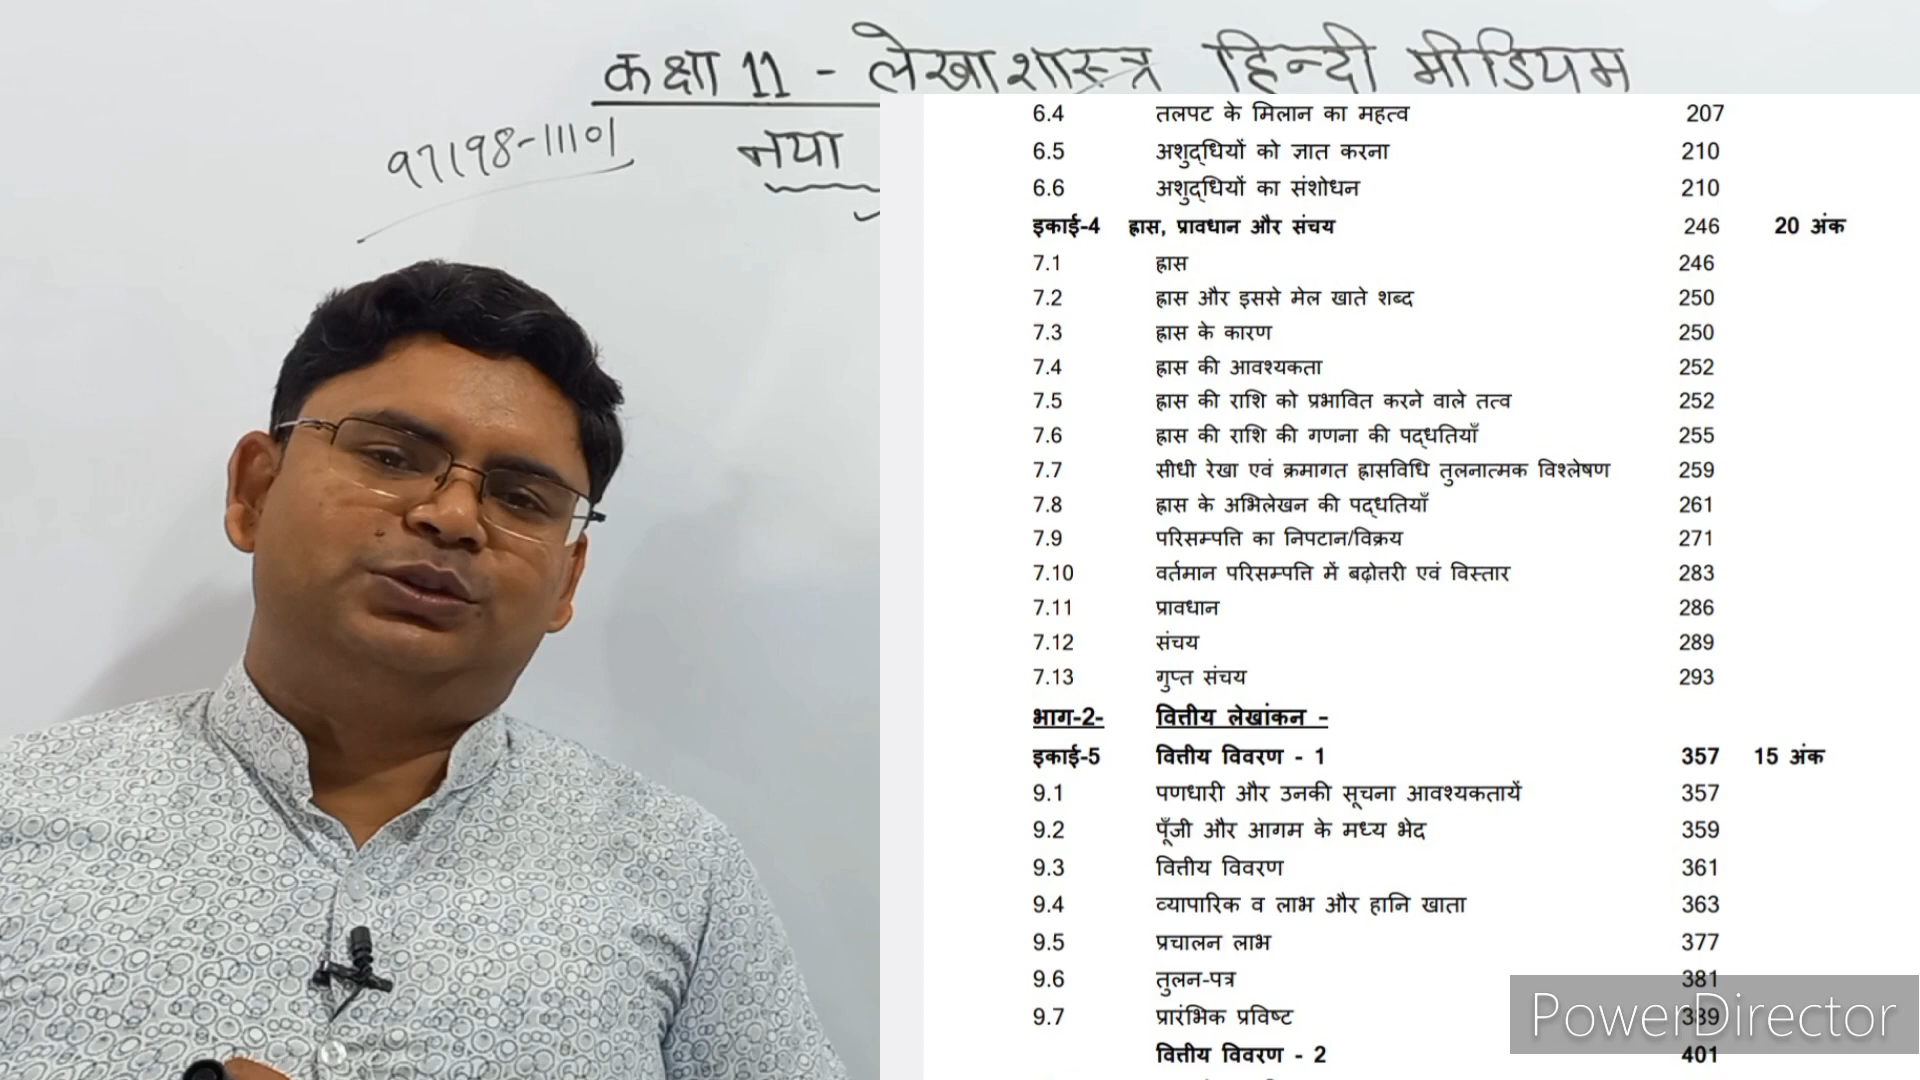 कक्षा 11 - लेखाशास्त्र हिन्दी मीडियम
97198-11101
नया
6.4 तलपट के मिलान का महत्व 207
6.5 अशुद्धियों को ज्ञात करना 210
6.6 अशुद्धियों का संशोधन 210
इकाई-4 ह्रास, प्रावधान और संचय 246 20 अंक
7.1 ह्रास 246
7.2 ह्रास और इससे मेल खाते शब्द 250
7.3 ह्रास के कारण 250
7.4 ह्रास की आवश्यकता 252
7.5 ह्रास की राशि को प्रभावित करने वाले तत्व 252
7.6 ह्रास की राशि की गणना की पद्धतियाँ 255
7.7 सीधी रेखा एवं क्रमागत ह्रासविधि तुलनात्मक विश्लेषण 259
7.8 ह्रास के अभिलेखन की पद्धतियाँ 261
7.9 परिसम्पत्ति का निपटान/विक्रय 271
7.10 वर्तमान परिसम्पत्ति में बढ़ोत्तरी एवं विस्तार 283
7.11 प्रावधान 286
7.12 संचय 289
7.13 गुप्त संचय 293
भाग-2- वित्तीय लेखांकन -
इकाई-5 वित्तीय विवरण - 1 357 15 अंक
9.1 पणधारी और उनकी सूचना आवश्यकतायें 357
9.2 पूँजी और आगम के मध्य भेद 359
9.3 वित्तीय विवरण 361
9.4 व्यापारिक व लाभ और हानि खाता 363
9.5 प्रचालन लाभ 377
9.6 तुलन-पत्र 381
9.7 प्रारंभिक प्रविष्ट 389
PowerDirector
वित्तीय विवरण - 2 401